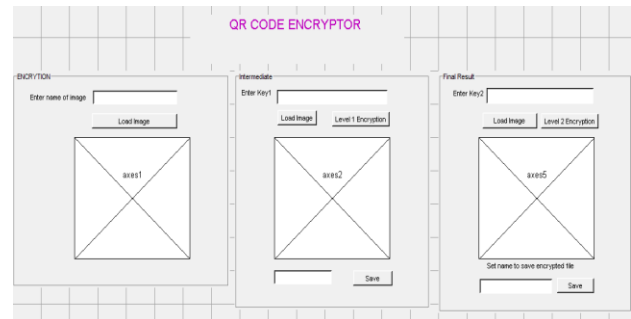 QR CODE ENCRYPTOR
ENCRYTION
Enter name of image
Load Image
axes1
Intermediate
Enter Key1
Load Image
Level 1 Encryption
axes2
Save
Final Result
Enter Key2
Load Image
Level 2 Encryption
axes5
Set name to save encrypted file
Save